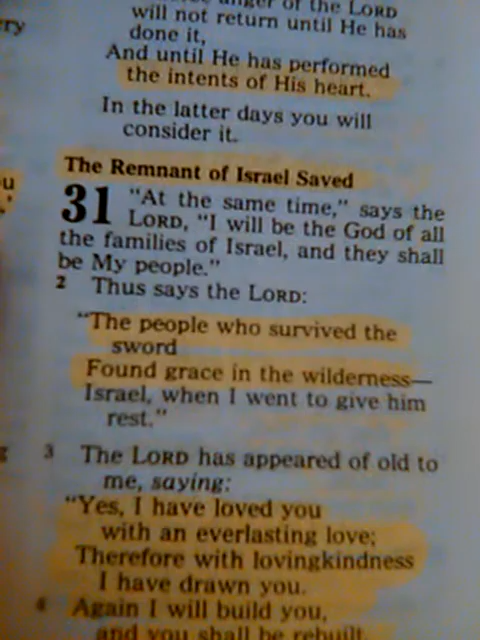 anger of the LORD
will not return until He has
done it,
And until He has performed
the intents of His heart.
In the latter days you will
consider it.
The Remnant of Israel Saved
31 "At the same time," says the
LORD, "I will be the God of all
the families of Israel, and they shall
be My people."
2 Thus says the LORD:
"The people who survived the
sword
Found grace in the wilderness—
Israel, when I went to give him
rest."
3 The LORD has appeared of old to
me, saying:
"Yes, I have loved you
with an everlasting love;
Therefore with lovingkindness
I have drawn you.
4 Again I will build you,
and you shall be rebuilt,